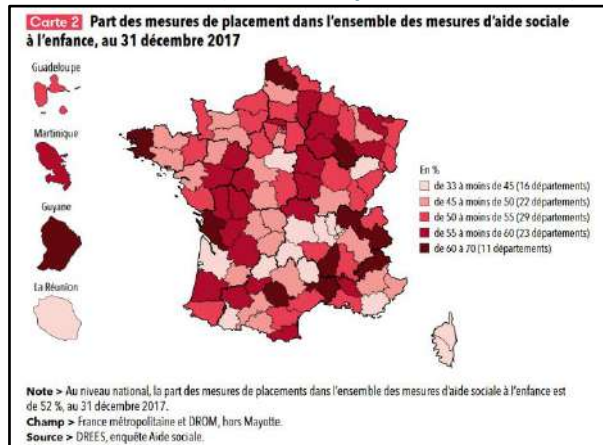 Carte 2 Part des mesures de placement dans l'ensemble des mesures d'aide sociale
à l'enfance, au 31 décembre 2017
Guadeloupe
Martinique
Guyane
La Réunion
En %
de 33 à moins de 45 (16 départements)
de 45 à moins de 50 (22 départements)
de 50 à moins de 55 (29 départements)
de 55 à moins de 60 (23 départements)
de 60 à 70 (11 départements)
Note > Au niveau national, la part des mesures de placements dans l'ensemble des mesures d'aide sociale à l'enfance est
de 52 %, au 31 décembre 2017.
Champ > France métropolitaine et DROM, hors Mayotte.
Source > DREES, enquête Aide sociale.